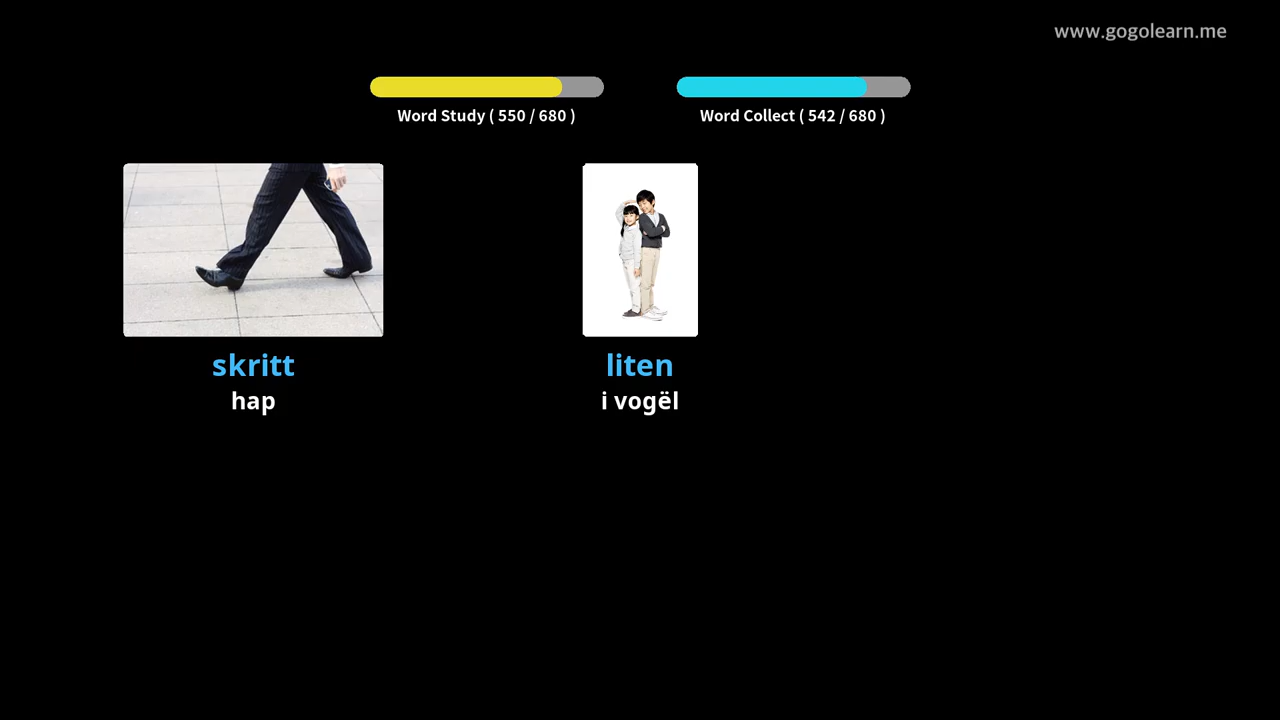 www.gogolearn.me
Word Study ( 550 / 680 )
Word Collect ( 542 / 680 )
skritt
hap
liten
i vogël